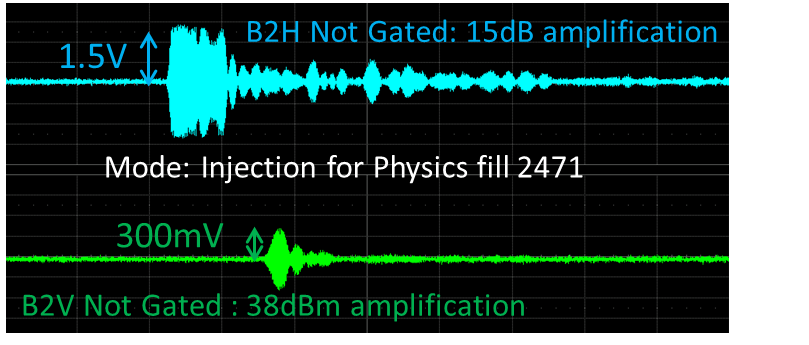 B2H Not Gated: 15dB amplification
1.5V
Mode: Injection for Physics fill 2471
300mV
B2V Not Gated : 38dBm amplification